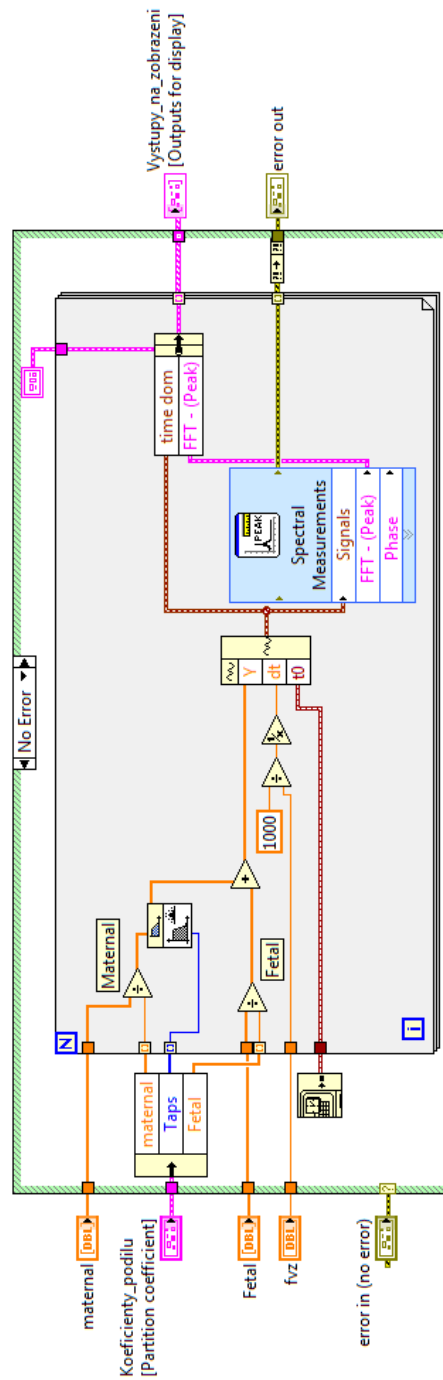 No Error
maternal
[DBL]
Koeficienty_podilu
[Partition coefficient]
Fetal
[DBL]
fvz
DBL
error in (no error)
?
N
maternal
Taps
Fetal
Maternal
÷
Fetal
÷
+
1000
÷
1/x
Y
dt
t0
i
PEAK
Spectral
Measurements
Signals
FFT - (Peak)
Phase
time dom
FFT - (Peak)
Vystupy_na_zobrazeni
[Outputs for display]
?!→?!
error out